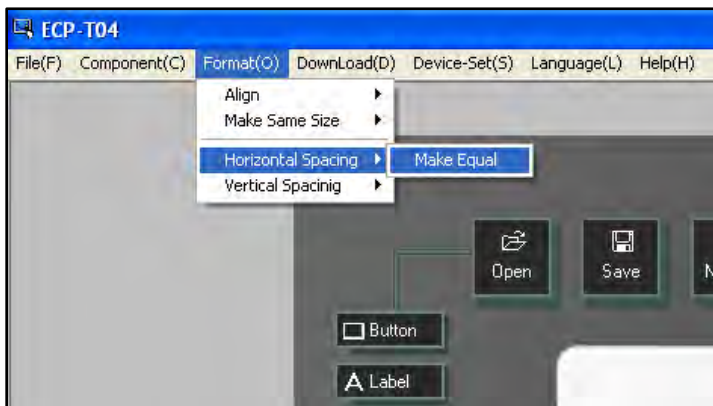 ECP-T04
File(F) Component(C) Format(O) DownLoad(D) Device-Set(S) Language(L) Help(H)
Align
Make Same Size
Horizontal Spacing Make Equal
Vertical Spacinig
Open Save N
Button
A Label